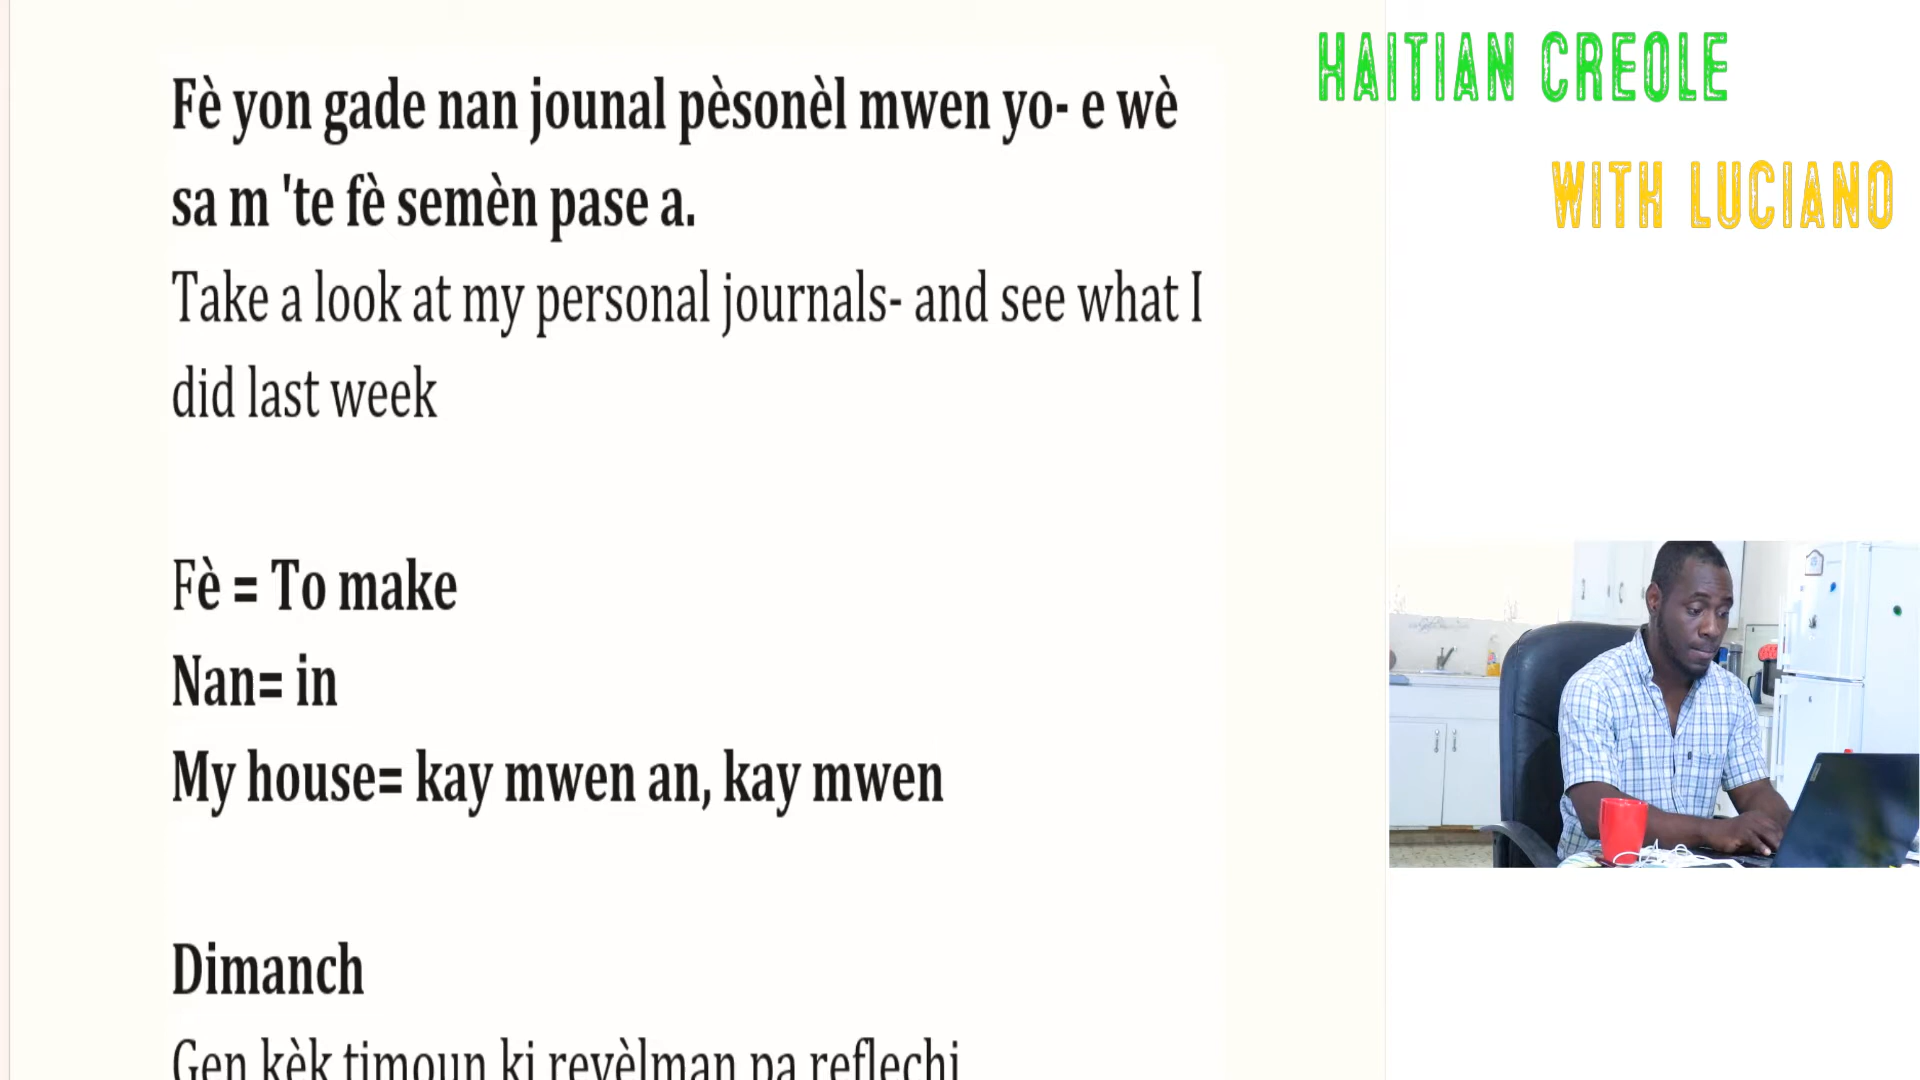 Fè yon gade nan jounal pèsonèl mwen yo- e wè
sa m 'te fè semèn pase a.
Take a look at my personal journals- and see what I
did last week
Fè = To make
Nan= in
My house= kay mwen an, kay mwen
Dimanch
Gen kèk timoun ki revèlman pa reflechi
HAITIAN CREOLE
WITH LUCIANO